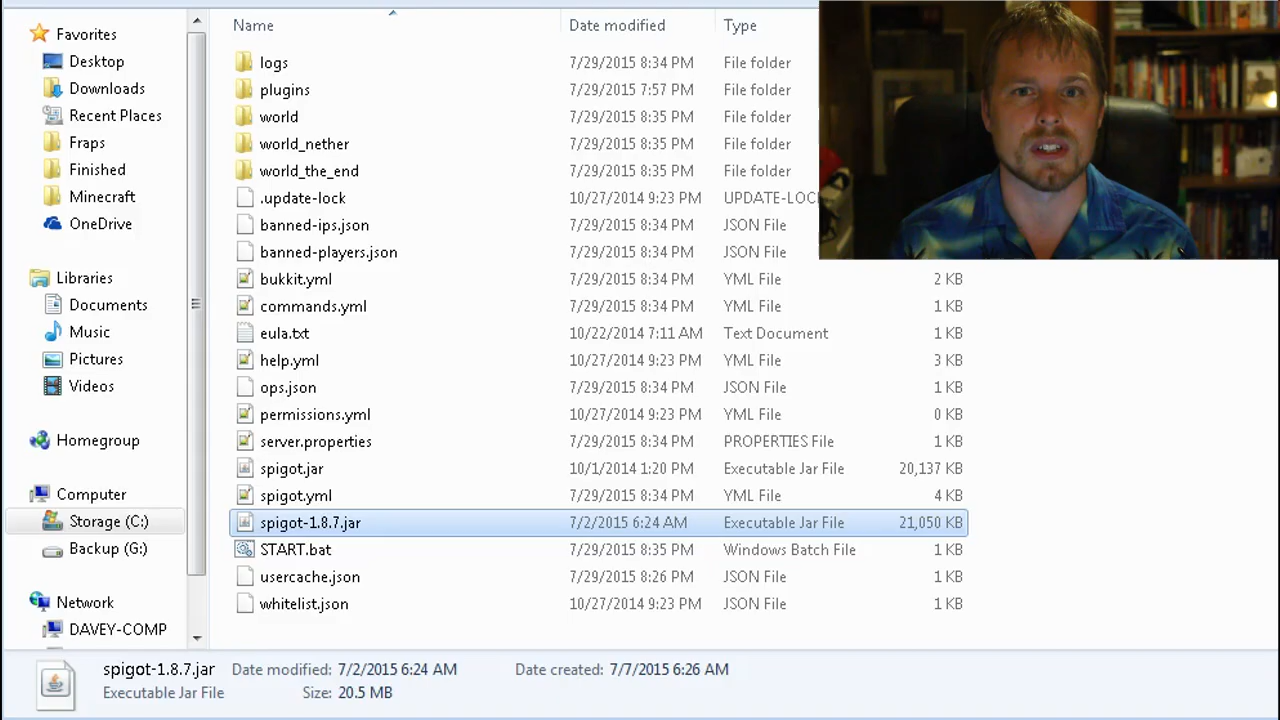 Name Date modified Type
Favorites
Desktop
Downloads
Recent Places
Fraps
Finished
Minecraft
OneDrive
Libraries
Documents
Music
Pictures
Videos
Homegroup
Computer
Storage (C:)
Backup (G:)
Network
DAVEY-COMP
logs 7/29/2015 8:34 PM File folder
plugins 7/29/2015 7:57 PM File folder
world 7/29/2015 8:35 PM File folder
world_nether 7/29/2015 8:35 PM File folder
world_the_end 7/29/2015 8:35 PM File folder
.update-lock 10/27/2014 9:23 PM UPDATE-LOC
banned-ips.json 7/29/2015 8:34 PM JSON File
banned-players.json 7/29/2015 8:34 PM JSON File
bukkit.yml 7/29/2015 8:34 PM YML File 2 KB
commands.yml 7/29/2015 8:34 PM YML File 1 KB
eula.txt 10/22/2014 7:11 AM Text Document 1 KB
help.yml 10/27/2014 9:23 PM YML File 3 KB
ops.json 7/29/2015 8:34 PM JSON File 1 KB
permissions.yml 10/27/2014 9:23 PM YML File 0 KB
server.properties 7/29/2015 8:34 PM PROPERTIES File 1 KB
spigot.jar 10/1/2014 1:20 PM Executable Jar File 20,137 KB
spigot.yml 7/29/2015 8:34 PM YML File 4 KB
spigot-1.8.7.jar 7/2/2015 6:24 AM Executable Jar File 21,050 KB
START.bat 7/29/2015 8:35 PM Windows Batch File 1 KB
usercache.json 7/29/2015 8:26 PM JSON File 1 KB
whitelist.json 10/27/2014 9:23 PM JSON File 1 KB
spigot-1.8.7.jar Date modified: 7/2/2015 6:24 AM Date created: 7/7/2015 6:26 AM
Executable Jar File Size: 20.5 MB